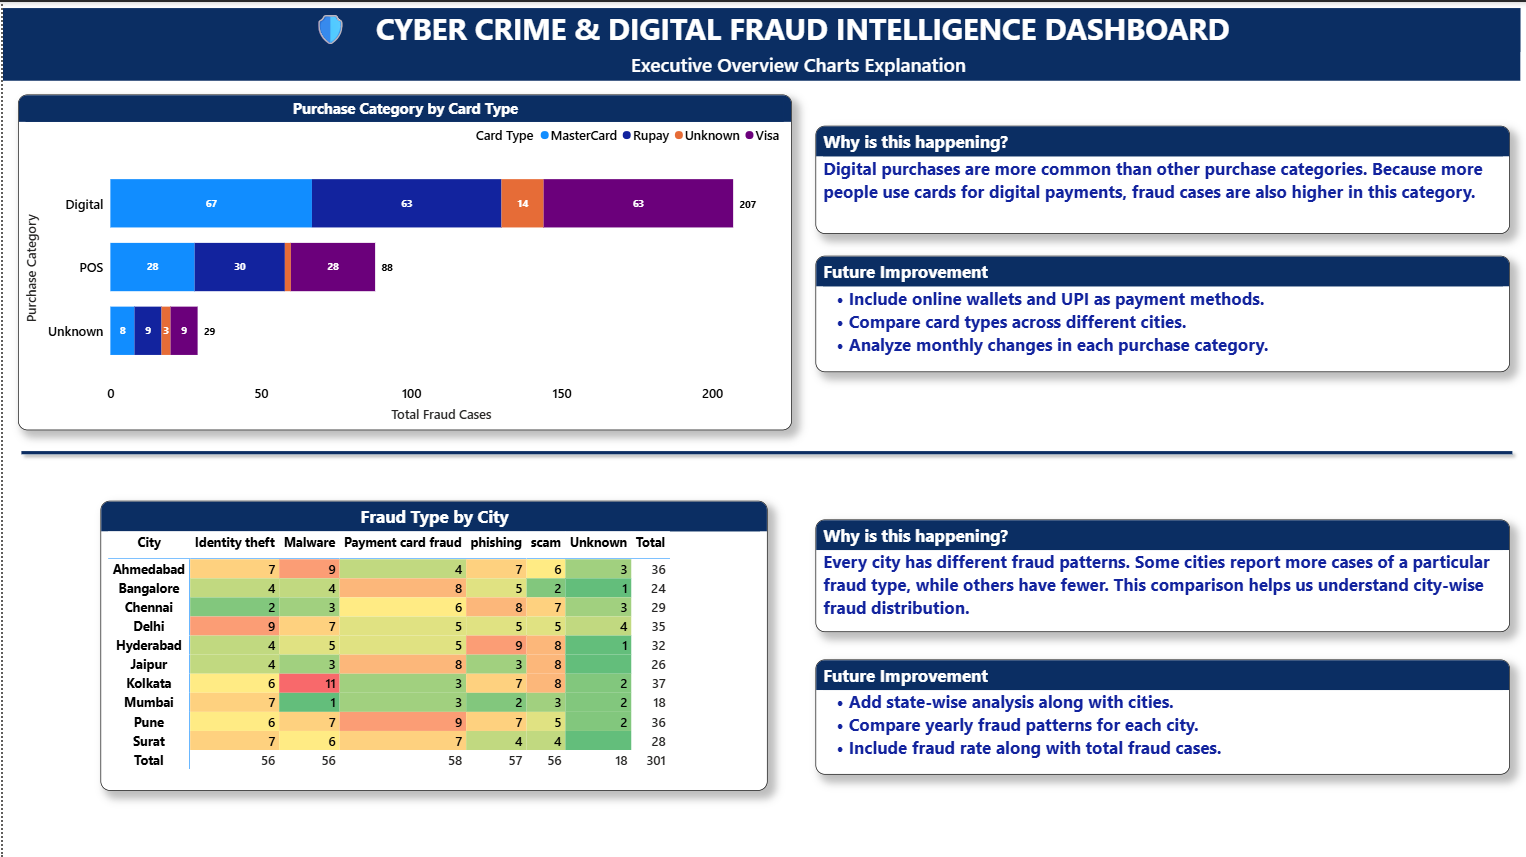 CYBER CRIME & DIGITAL FRAUD INTELLIGENCE DASHBOARD
Executive Overview Charts Explanation
Purchase Category by Card Type
Card Type MasterCard Rupay Unknown Visa
Purchase Category
Digital 67 63 14 63 207
POS 28 30 28 88
Unknown 8 9 3 9 29
0 50 100 150 200
Total Fraud Cases
Why is this happening?
Digital purchases are more common than other purchase categories. Because more
people use cards for digital payments, fraud cases are also higher in this category.
Future Improvement
• Include online wallets and UPI as payment methods.
• Compare card types across different cities.
• Analyze monthly changes in each purchase category.
Fraud Type by City
City Identity theft Malware Payment card fraud phishing scam Unknown Total
Ahmedabad 7 9 4 7 6 3 36
Bangalore 4 4 8 5 2 1 24
Chennai 2 3 6 8 7 3 29
Delhi 9 7 5 5 5 4 35
Hyderabad 4 5 5 9 8 1 32
Jaipur 4 3 8 3 8 26
Kolkata 6 11 3 7 8 2 37
Mumbai 7 1 3 2 3 2 18
Pune 6 7 9 7 5 2 36
Surat 7 6 7 4 4 28
Total 56 56 58 57 56 18 301
Why is this happening?
Every city has different fraud patterns. Some cities report more cases of a particular
fraud type, while others have fewer. This comparison helps us understand city-wise
fraud distribution.
Future Improvement
• Add state-wise analysis along with cities.
• Compare yearly fraud patterns for each city.
• Include fraud rate along with total fraud cases.